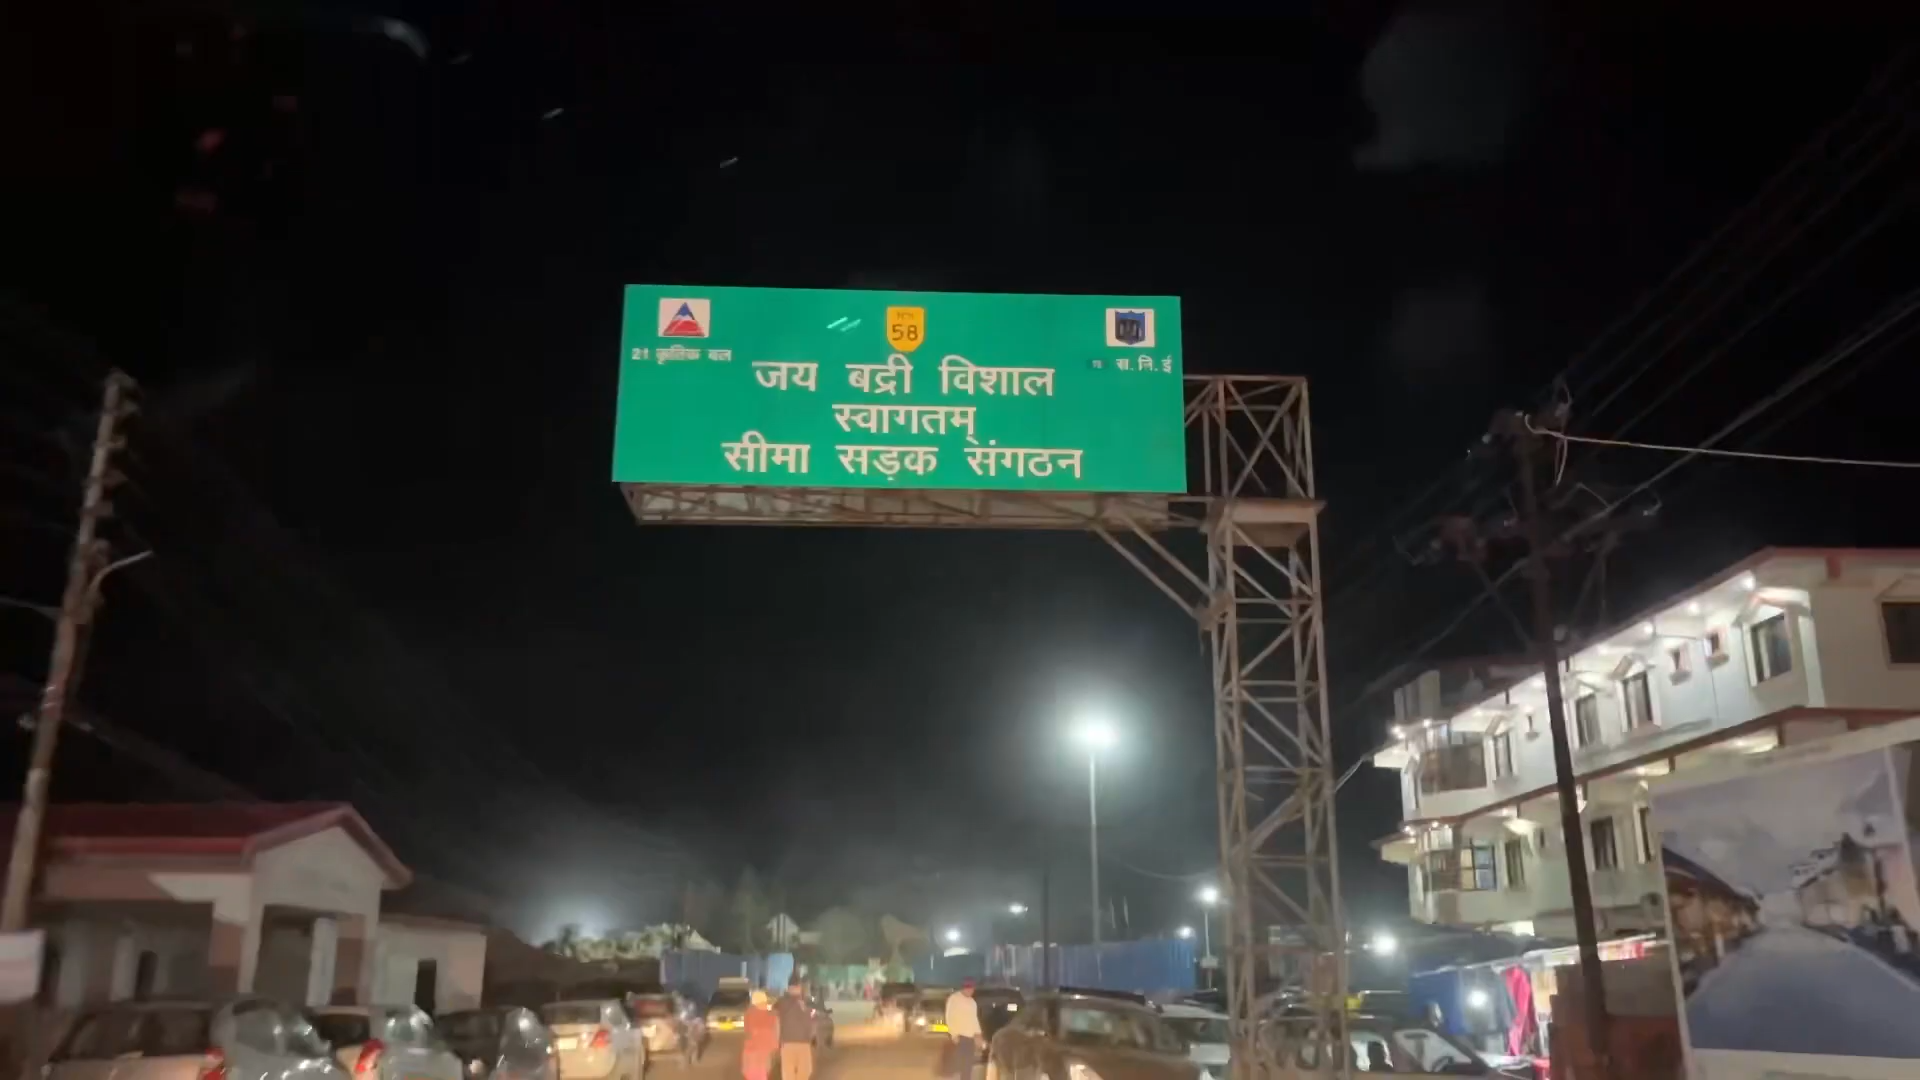 58
21 कृतिक बल
स.नि.ई
जय बद्री विशाल
स्वागतम्
सीमा सड़क संगठन